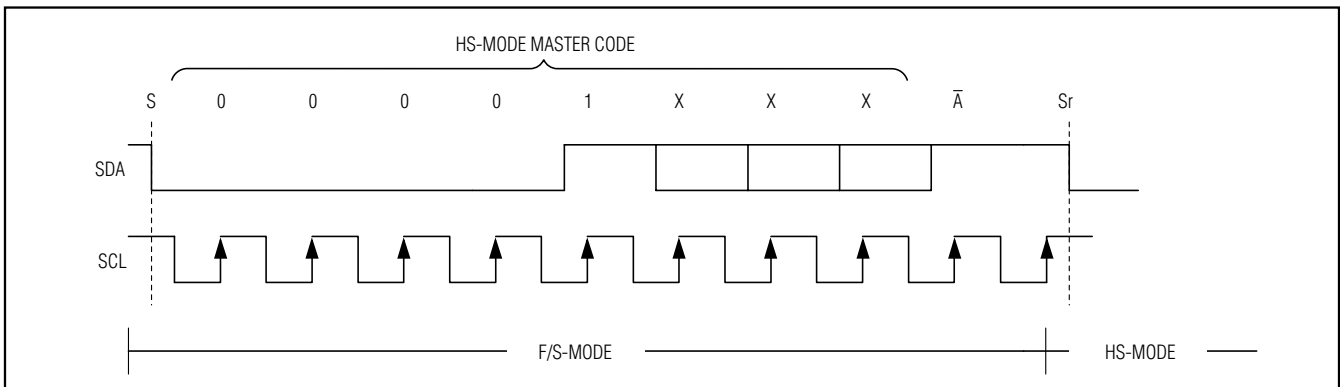 HS-MODE MASTER CODE
S 0 0 0 0 1 X X X A̅ Sr
SDA
SCL
F/S-MODE HS-MODE